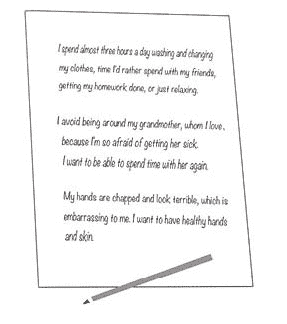 I spend almost three hours a day washing and changing
my clothes, time I'd rather spend with my friends,
getting my homework done, or just relaxing.
I avoid being around my grandmother, whom I love,
because I'm so afraid of getting her sick.
I want to be able to spend time with her again.
My hands are chapped and look terrible, which is
embarrassing to me. I want to have healthy hands
and skin.